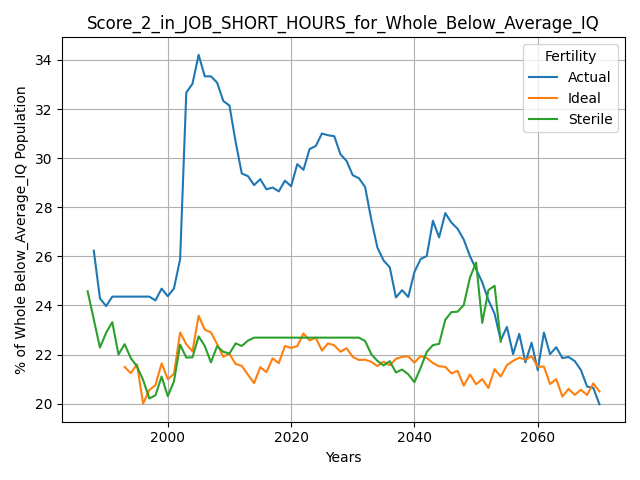 Score_2_in_JOB_SHORT_HOURS_for_Whole_Below_Average_IQ
% of Whole Below_Average_IQ Population
34
32
30
28
26
24
22
20
Fertility
Actual
Ideal
Sterile
2000 2020 2040 2060
Years